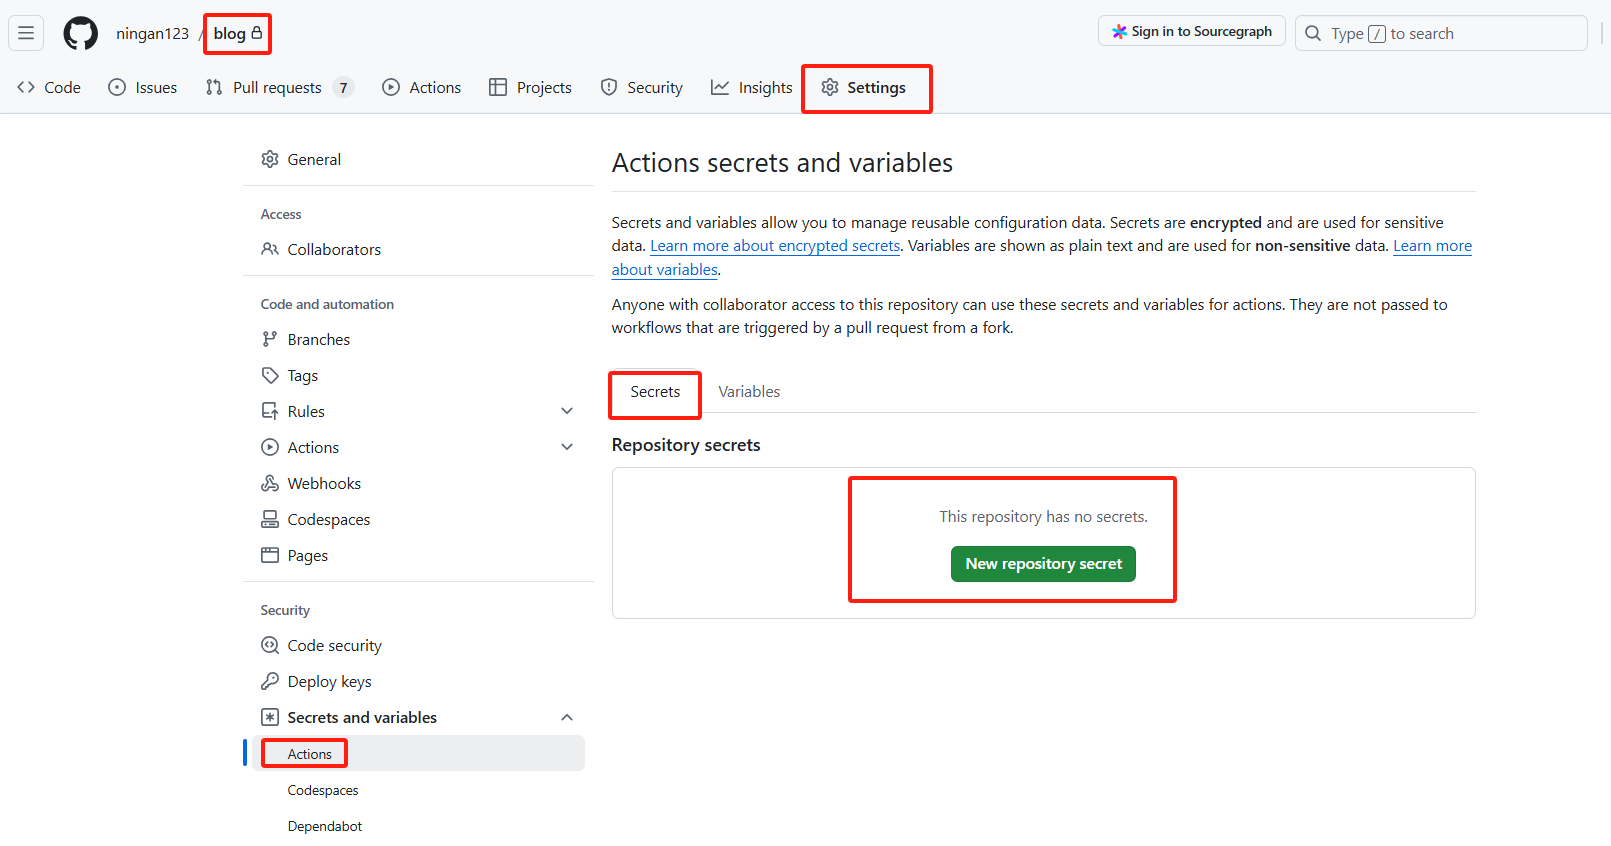 ningan123 / blog
Sign in to Sourcegraph
Type / to search
Code
Issues
Pull requests 7
Actions
Projects
Security
Insights
Settings
General
Access
Collaborators
Code and automation
Branches
Tags
Rules
Actions
Webhooks
Codespaces
Pages
Security
Code security
Deploy keys
Secrets and variables
Actions
Codespaces
Dependabot
Actions secrets and variables
Secrets and variables allow you to manage reusable configuration data. Secrets are encrypted and are used for sensitive
data. Learn more about encrypted secrets. Variables are shown as plain text and are used for non-sensitive data. Learn more
about variables.
Anyone with collaborator access to this repository can use these secrets and variables for actions. They are not passed to
workflows that are triggered by a pull request from a fork.
Secrets
Variables
Repository secrets
This repository has no secrets.
New repository secret